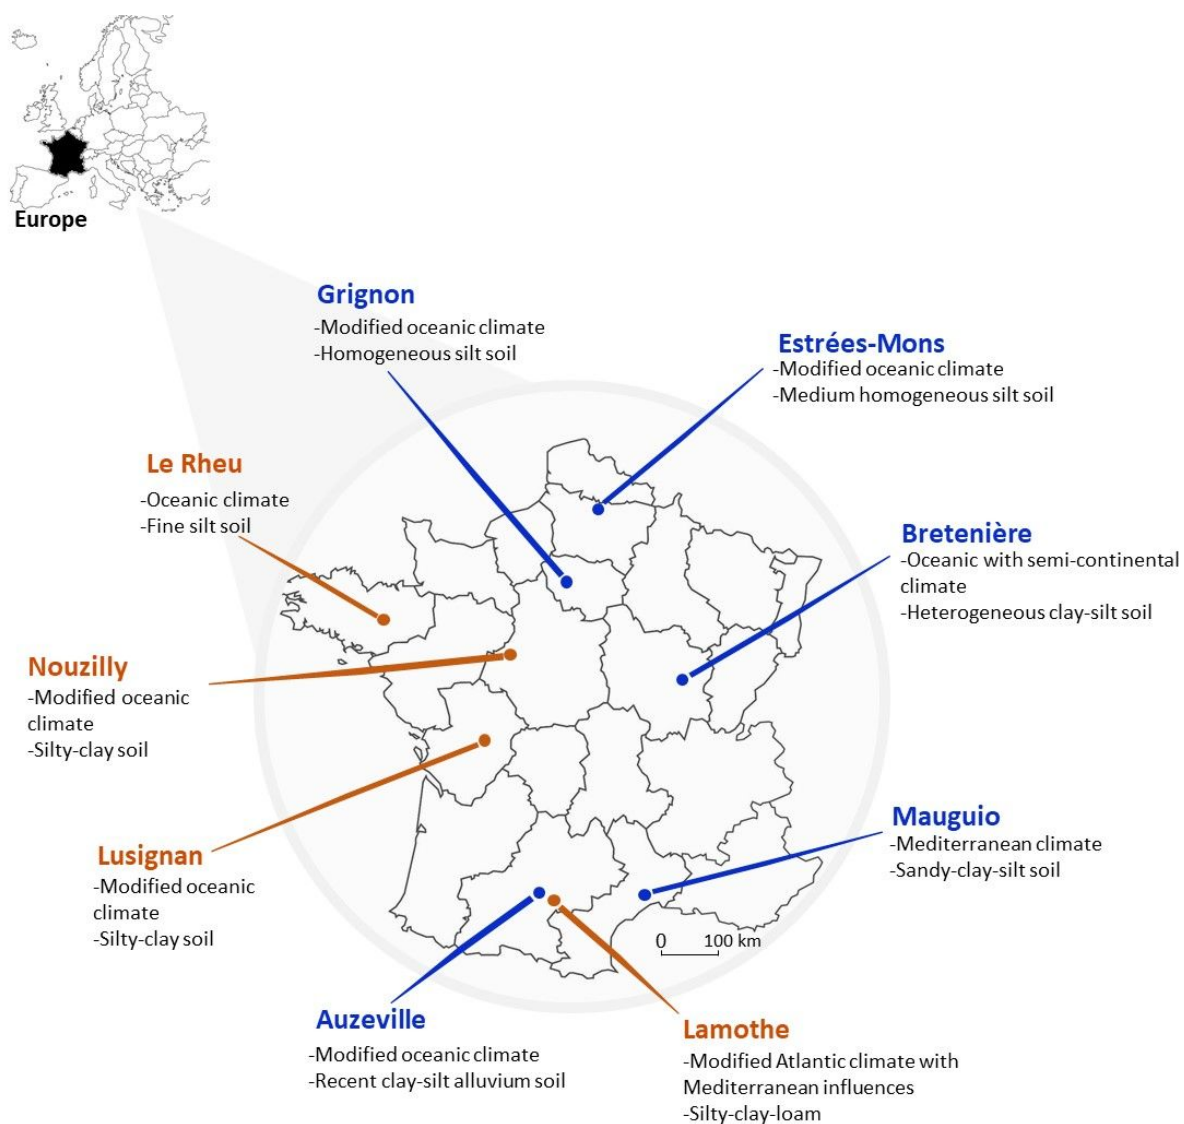 Europe
Grignon
-Modified oceanic climate
-Homogeneous silt soil
Estrées-Mons
-Modified oceanic climate
-Medium homogeneous silt soil
Le Rheu
-Oceanic climate
-Fine silt soil
Bretenière
-Oceanic with semi-continental
climate
-Heterogeneous clay-silt soil
Nouzilly
-Modified oceanic
climate
-Silty-clay soil
Mauguio
-Mediterranean climate
-Sandy-clay-silt soil
Lusignan
-Modified oceanic
climate
-Silty-clay soil
0 100 km
Auzeville
-Modified oceanic climate
-Recent clay-silt alluvium soil
Lamothe
-Modified Atlantic climate with
Mediterranean influences
-Silty-clay-loam